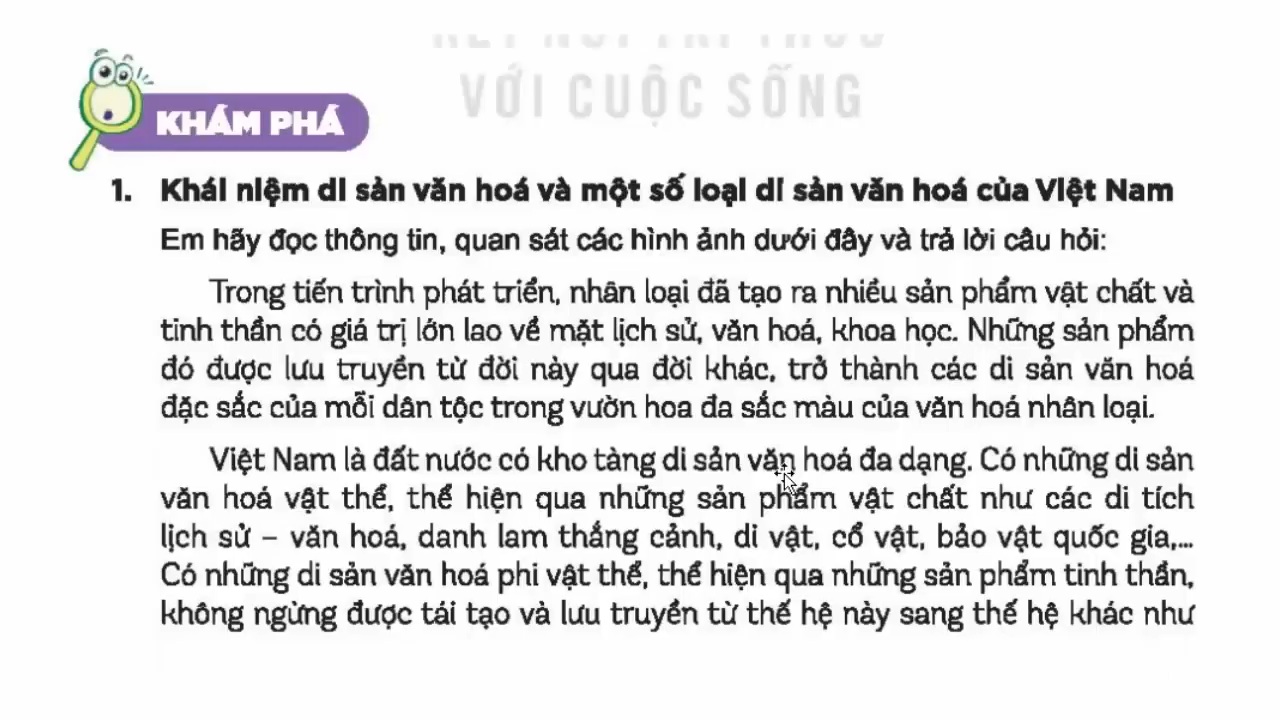 VỚI CUỘC SỐNG
KHÁM PHÁ
1. Khái niệm di sản văn hoá và một số loại di sản văn hoá của Việt Nam
Em hãy đọc thông tin, quan sát các hình ảnh dưới đây và trả lời câu hỏi:
Trong tiến trình phát triển, nhân loại đã tạo ra nhiều sản phẩm vật chất và
tinh thần có giá trị lớn lao về mặt lịch sử, văn hoá, khoa học. Những sản phẩm
đó được lưu truyền từ đời này qua đời khác, trở thành các di sản văn hoá
đặc sắc của mỗi dân tộc trong vườn hoa đa sắc màu của văn hoá nhân loại.
Việt Nam là đất nước có kho tàng di sản văn hoá đa dạng. Có những di sản
văn hoá vật thể, thể hiện qua những sản phẩm vật chất như các di tích
lịch sử – văn hoá, danh lam thắng cảnh, di vật, cổ vật, bảo vật quốc gia,...
Có những di sản văn hoá phi vật thể, thể hiện qua những sản phẩm tinh thần,
không ngừng được tái tạo và lưu truyền từ thế hệ này sang thế hệ khác như